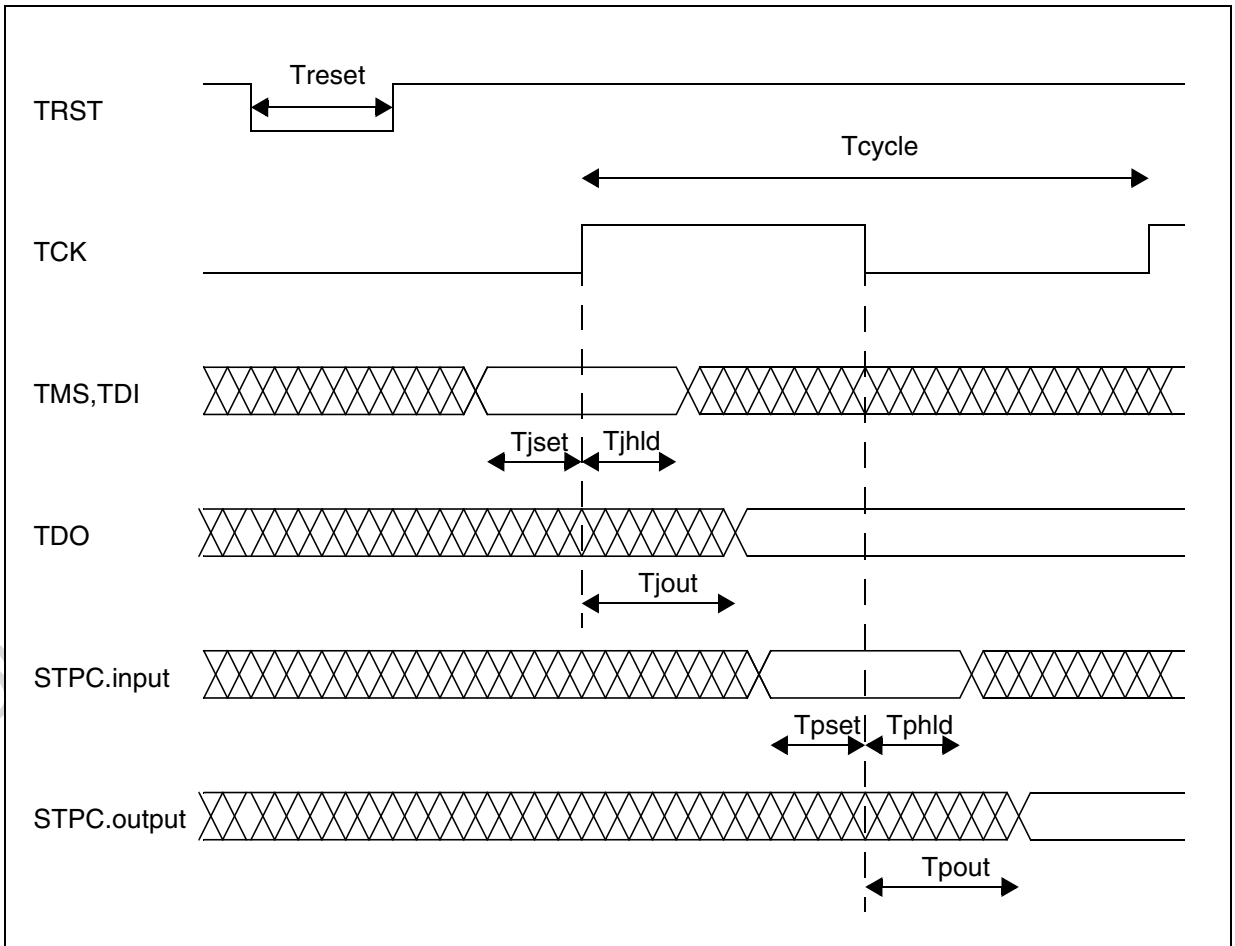 Treset
TRST
Tcycle
TCK
TMS,TDI
Tjset Tjhld
TDO
Tjout
STPC.input
Tpset Tphld
STPC.output
Tpout